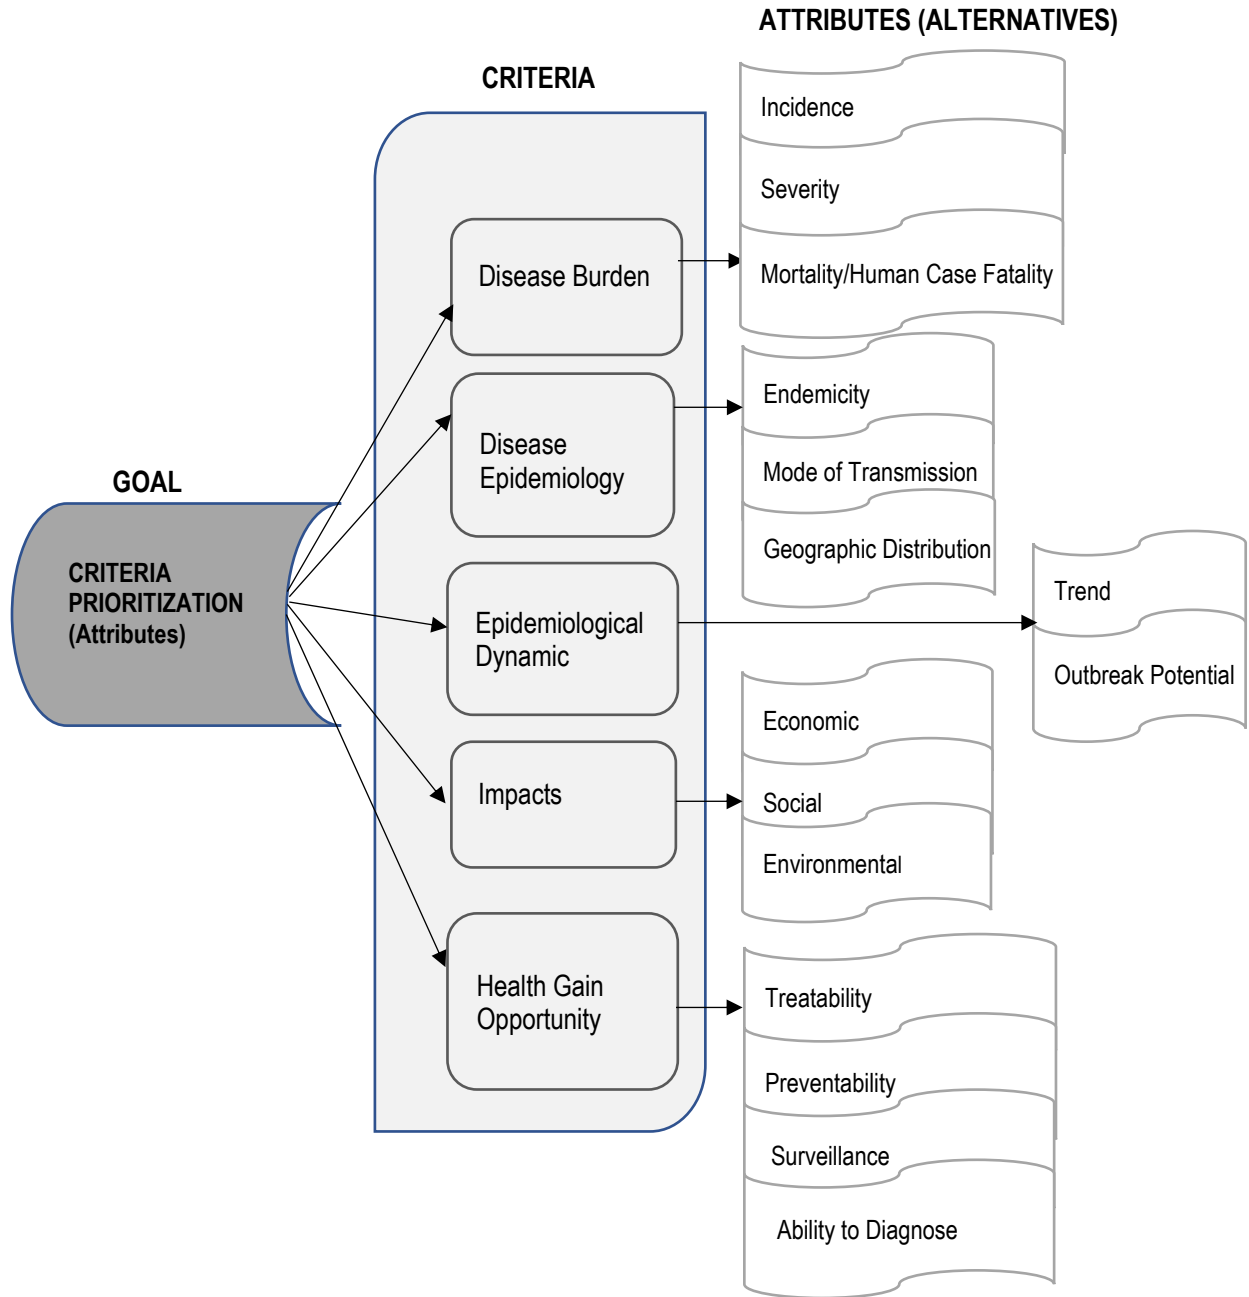 ATTRIBUTES (ALTERNATIVES)
CRITERIA
Incidence
Severity
Mortality/Human Case Fatality
Disease Burden
Endemicity
Mode of Transmission
Geographic Distribution
Disease
Epidemiology
GOAL
CRITERIA
PRIORITIZATION
(Attributes)
Epidemiological
Dynamic
Trend
Outbreak Potential
Impacts
Economic
Social
Environmental
Health Gain
Opportunity
Treatability
Preventability
Surveillance
Ability to Diagnose